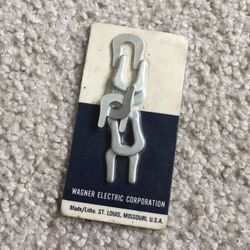 WAGNER ELECTRIC CORPORATION
Made/Litho: ST. LOUIS, MISSOURI, U.S.A.